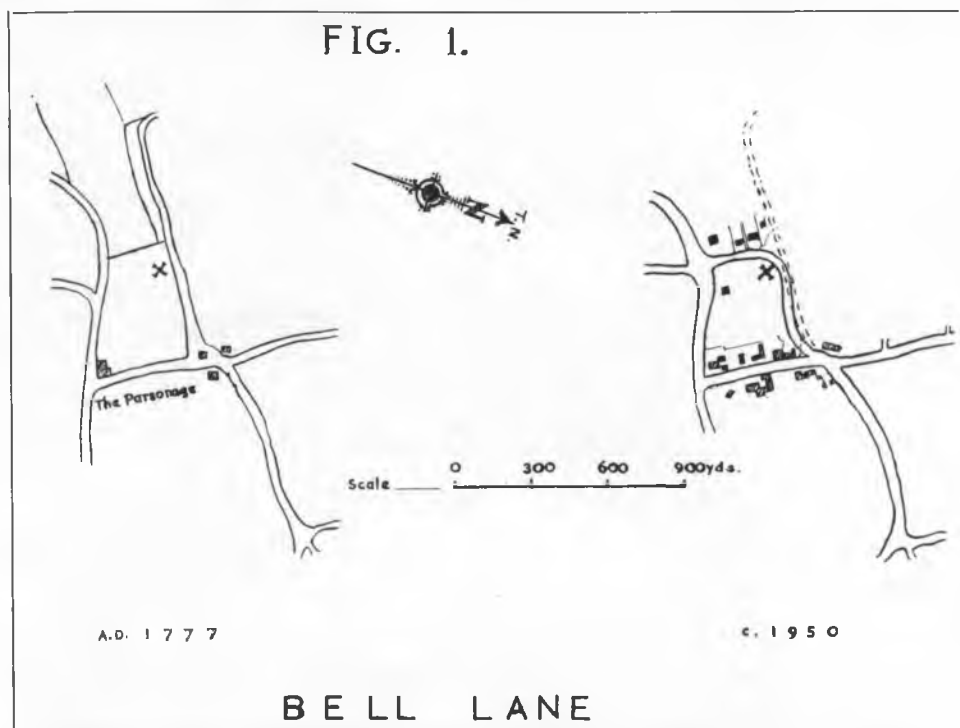 FIG. 1.
N
T.N.
The Parsonage
Scale
0 300 600 900yds.
A.D. 1777
c. 1950
BELL LANE